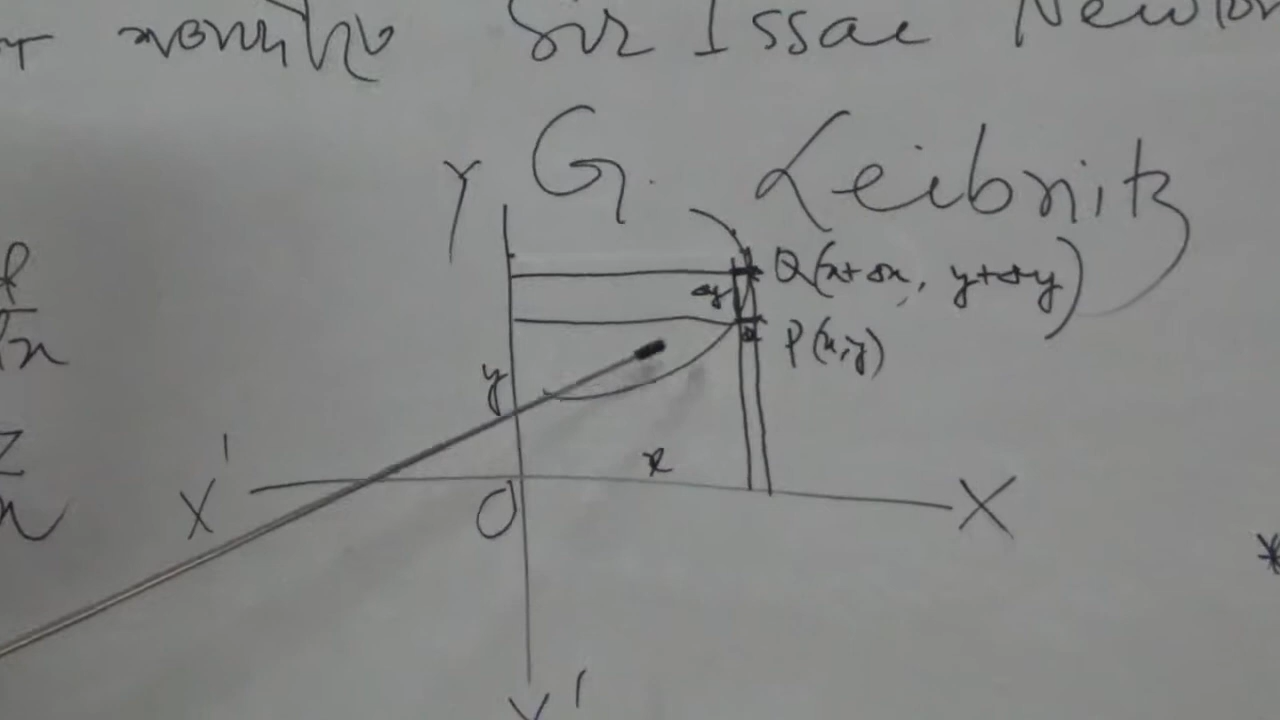 Sir Issac Newton
G. Leibnitz
Y
Q(x+δx, y+δy)
δy
P(x,y)
y
x
X'
O
X
Y'